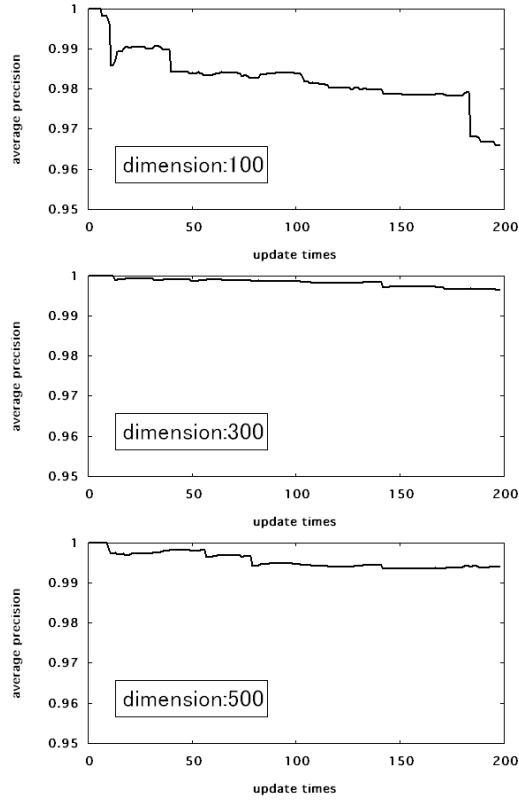 1
0.99
0.98
0.97
0.96
0.95
average precision
dimension:100
0 50 100 150 200
update times
1
0.99
0.98
0.97
0.96
0.95
average precision
dimension:300
0 50 100 150 200
update times
1
0.99
0.98
0.97
0.96
0.95
average precision
dimension:500
0 50 100 150 200
update times